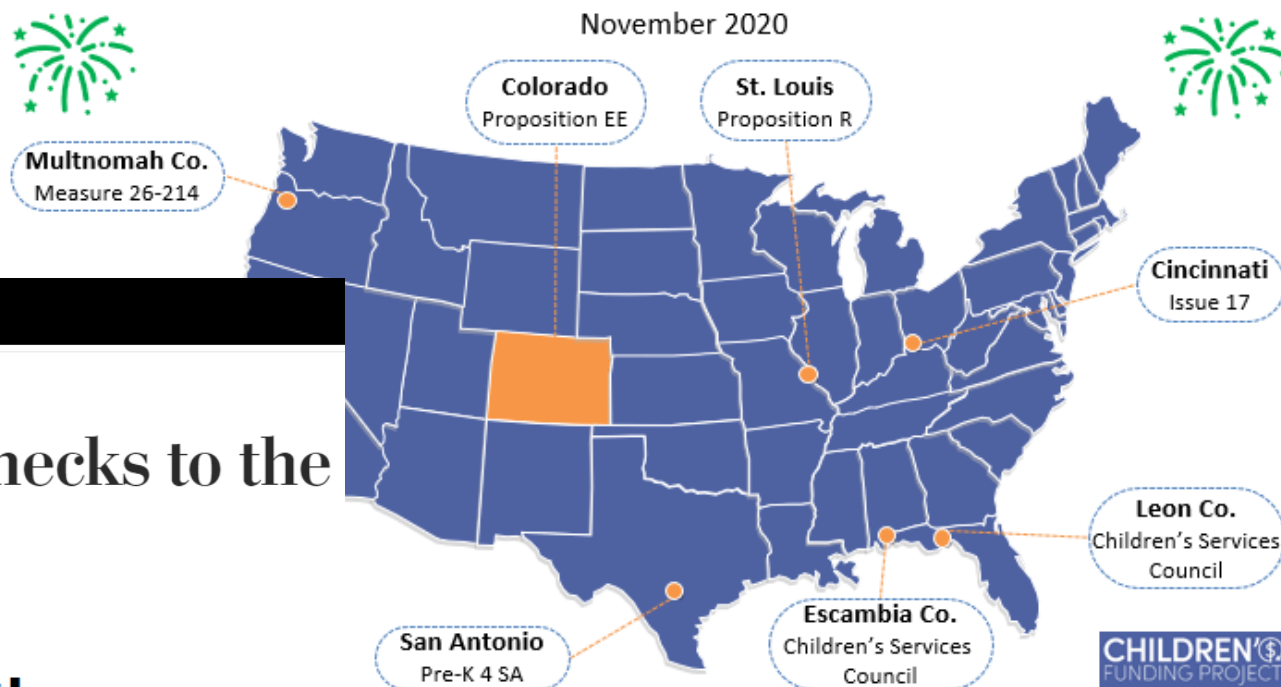 November 2020
Colorado
Proposition EE
St. Louis
Proposition R
Multnomah Co.
Measure 26-214
Cincinnati
Issue 17
necks to the
Leon Co.
Children's Services
Council
Escambia Co.
Children's Services
Council
San Antonio
Pre-K 4 SA
CHILDREN'$
FUNDING PROJECT